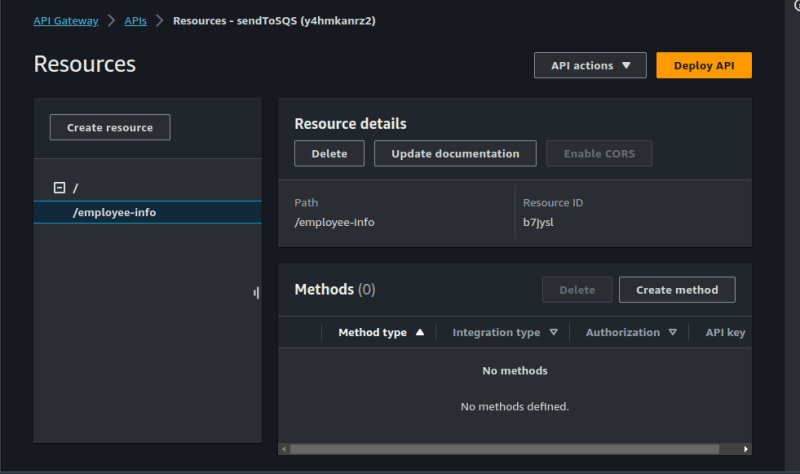 API Gateway > APIs > Resources - sendToSQS (y4hmkanrz2)
Resources
API actions ▼
Deploy API
Create resource
/
/employee-info
Resource details
Delete
Update documentation
Enable CORS
Path
/employee-info
Resource ID
b7jysl
Methods (0)
Delete
Create method
Method type ▲ Integration type ▽ Authorization ▽ API key
No methods
No methods defined.